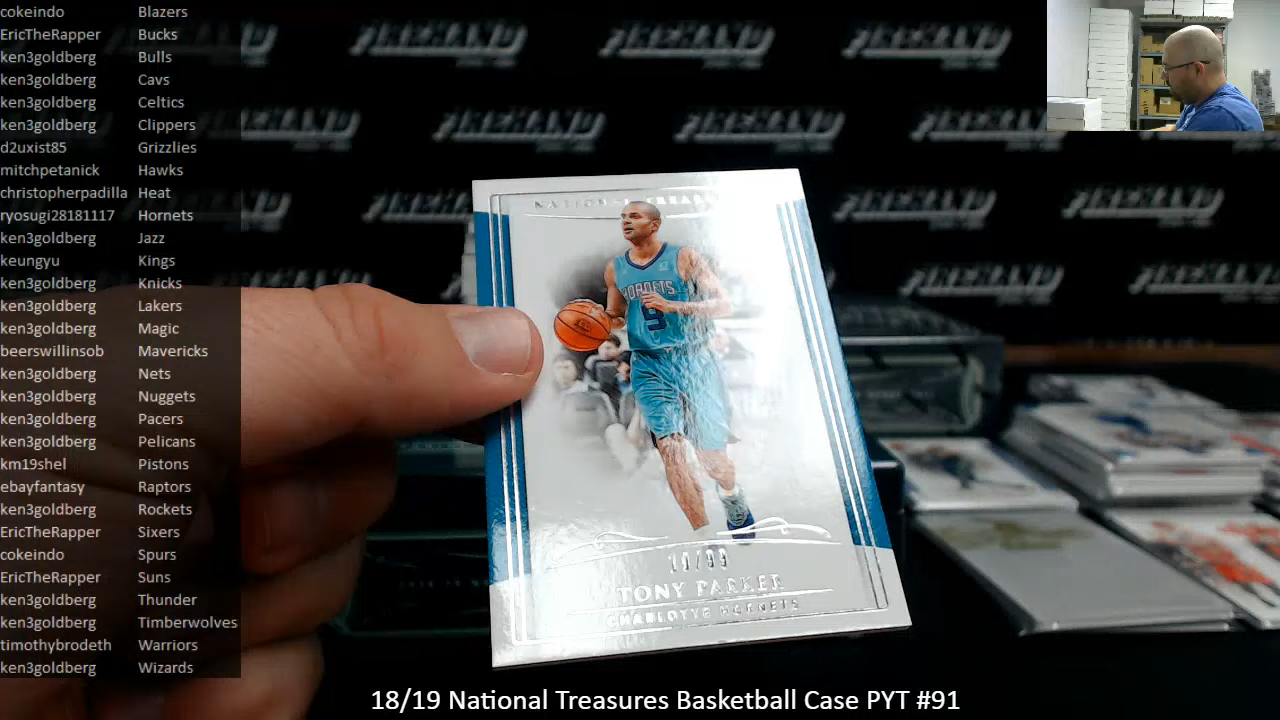 cokeindo Blazers
EricTheRapper Bucks
ken3goldberg Bulls
ken3goldberg Cavs
ken3goldberg Celtics
ken3goldberg Clippers
d2uxist85 Grizzlies
mitchpetanick Hawks
christopherpadilla Heat
ryosugi28181117 Hornets
ken3goldberg Jazz
keungyu Kings
ken3goldberg Knicks
ken3goldberg Lakers
ken3goldberg Magic
beerswillinsob Mavericks
ken3goldberg Nets
ken3goldberg Nuggets
ken3goldberg Pacers
ken3goldberg Pelicans
km19shel Pistons
ebayfantasy Raptors
ken3goldberg Rockets
EricTheRapper Sixers
cokeindo Spurs
EricTheRapper Suns
ken3goldberg Thunder
ken3goldberg Timberwolves
timothybrodeth Warriors
ken3goldberg Wizards
NATIONAL
HORNETS
9
TONY PARKER
CHARLOTTE HORNETS
18/19 National Treasures Basketball Case PYT #91